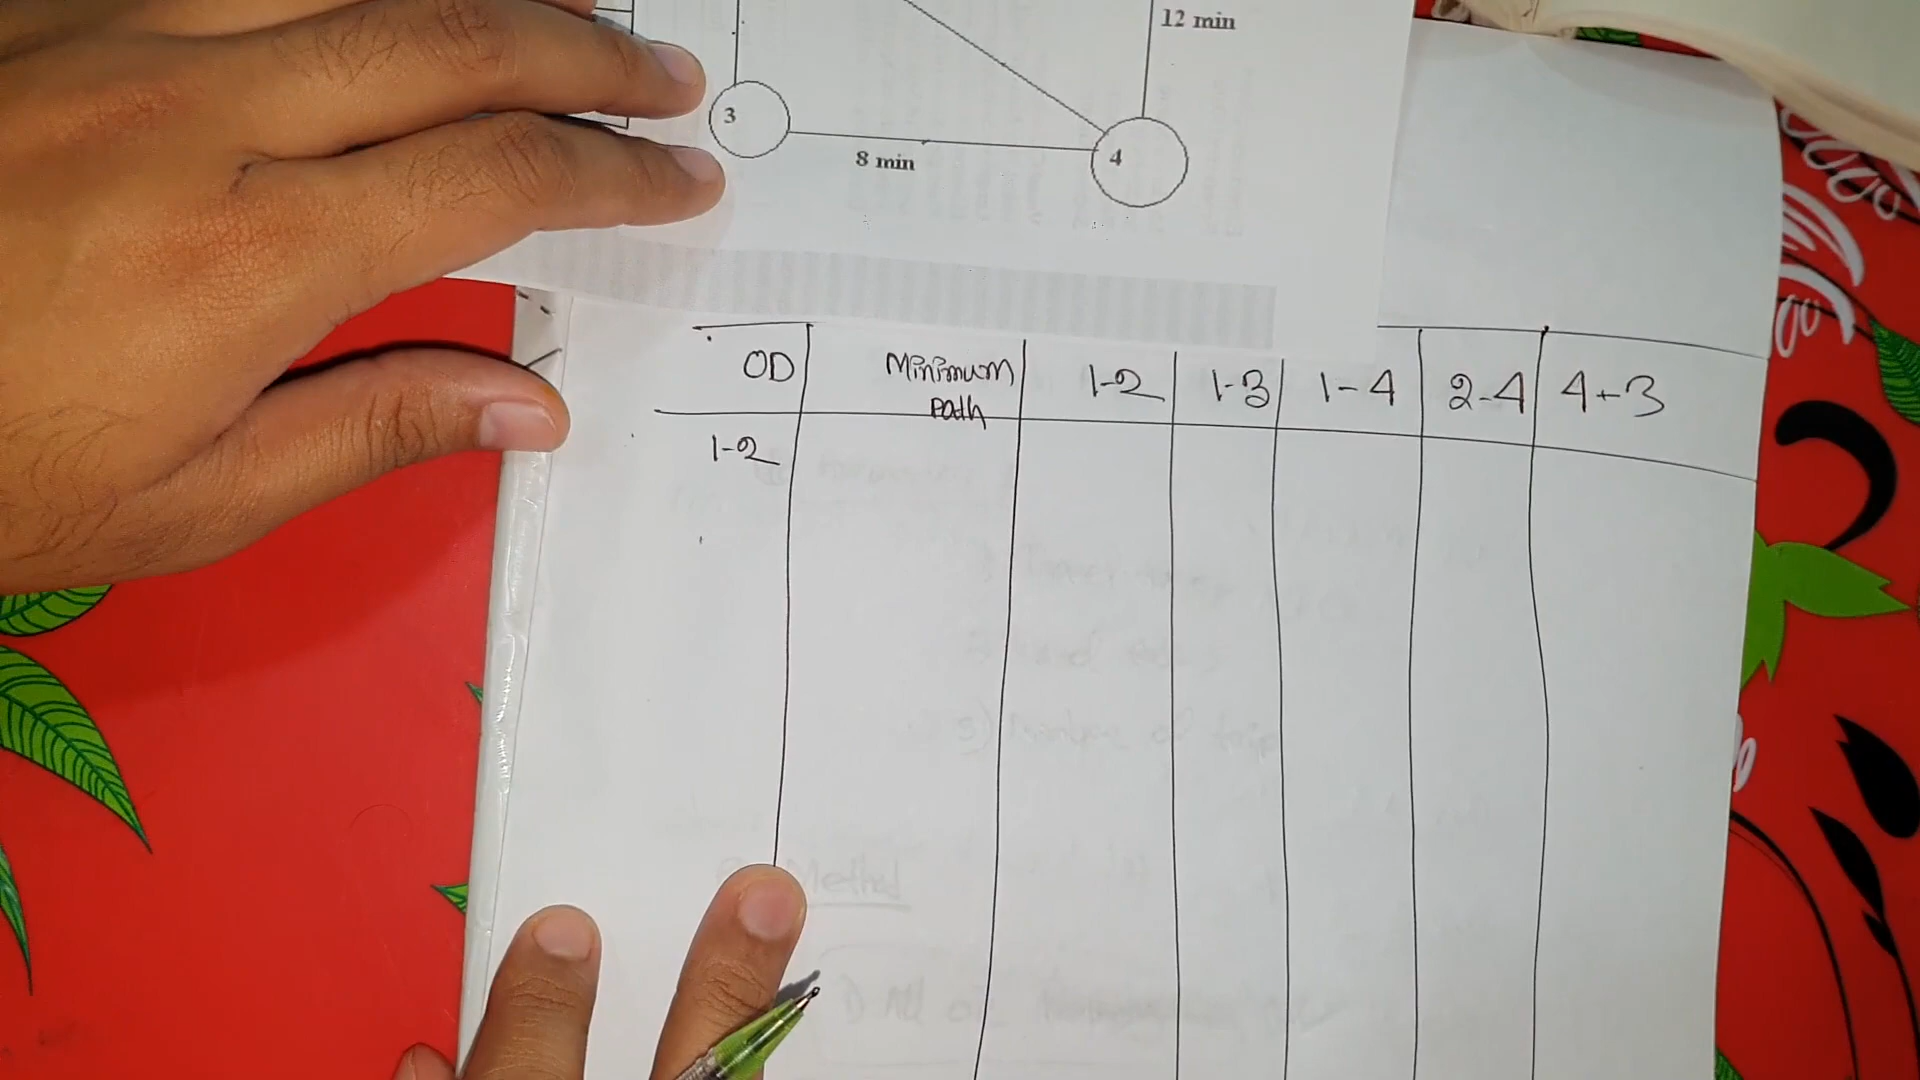 12 min
3
4
8 min
OD Minimum path 1-2 1-3 1-4 2-4 4-3
1-2
Method